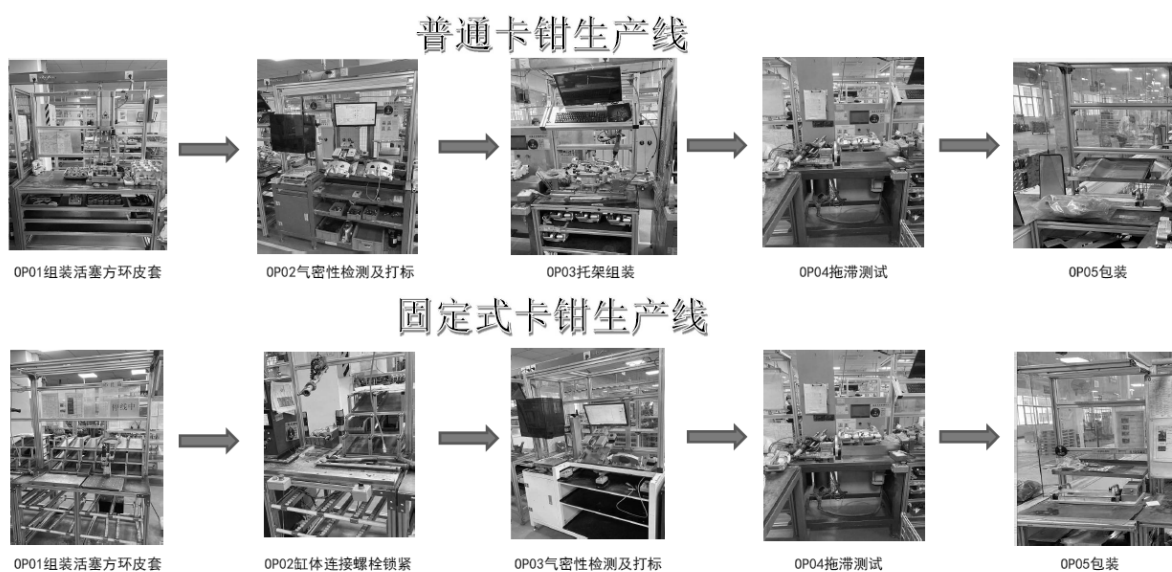 普通卡钳生产线
OP01组装活塞方环皮套
OP02气密性检测及打标
OP03托架组装
OP04拖滞测试
OP05包装
固定式卡钳生产线
OP01组装活塞方环皮套
OP02缸体连接螺栓锁紧
OP03气密性检测及打标
OP04拖滞测试
OP05包装